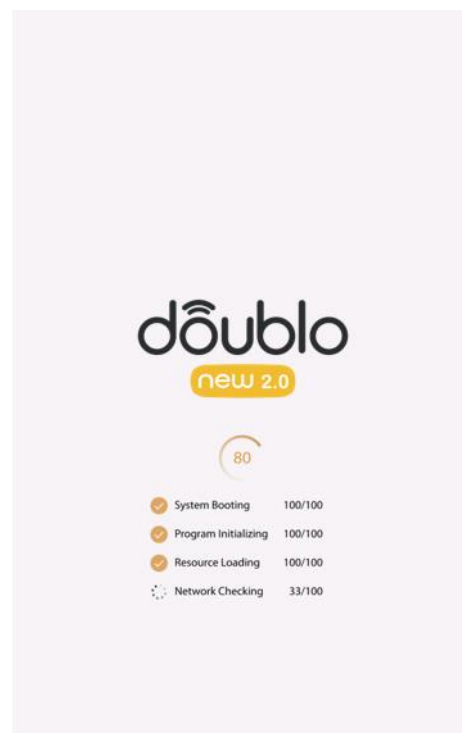 doublo
new 2.0
80
System Booting 100/100
Program Initializing 100/100
Resource Loading 100/100
Network Checking 33/100